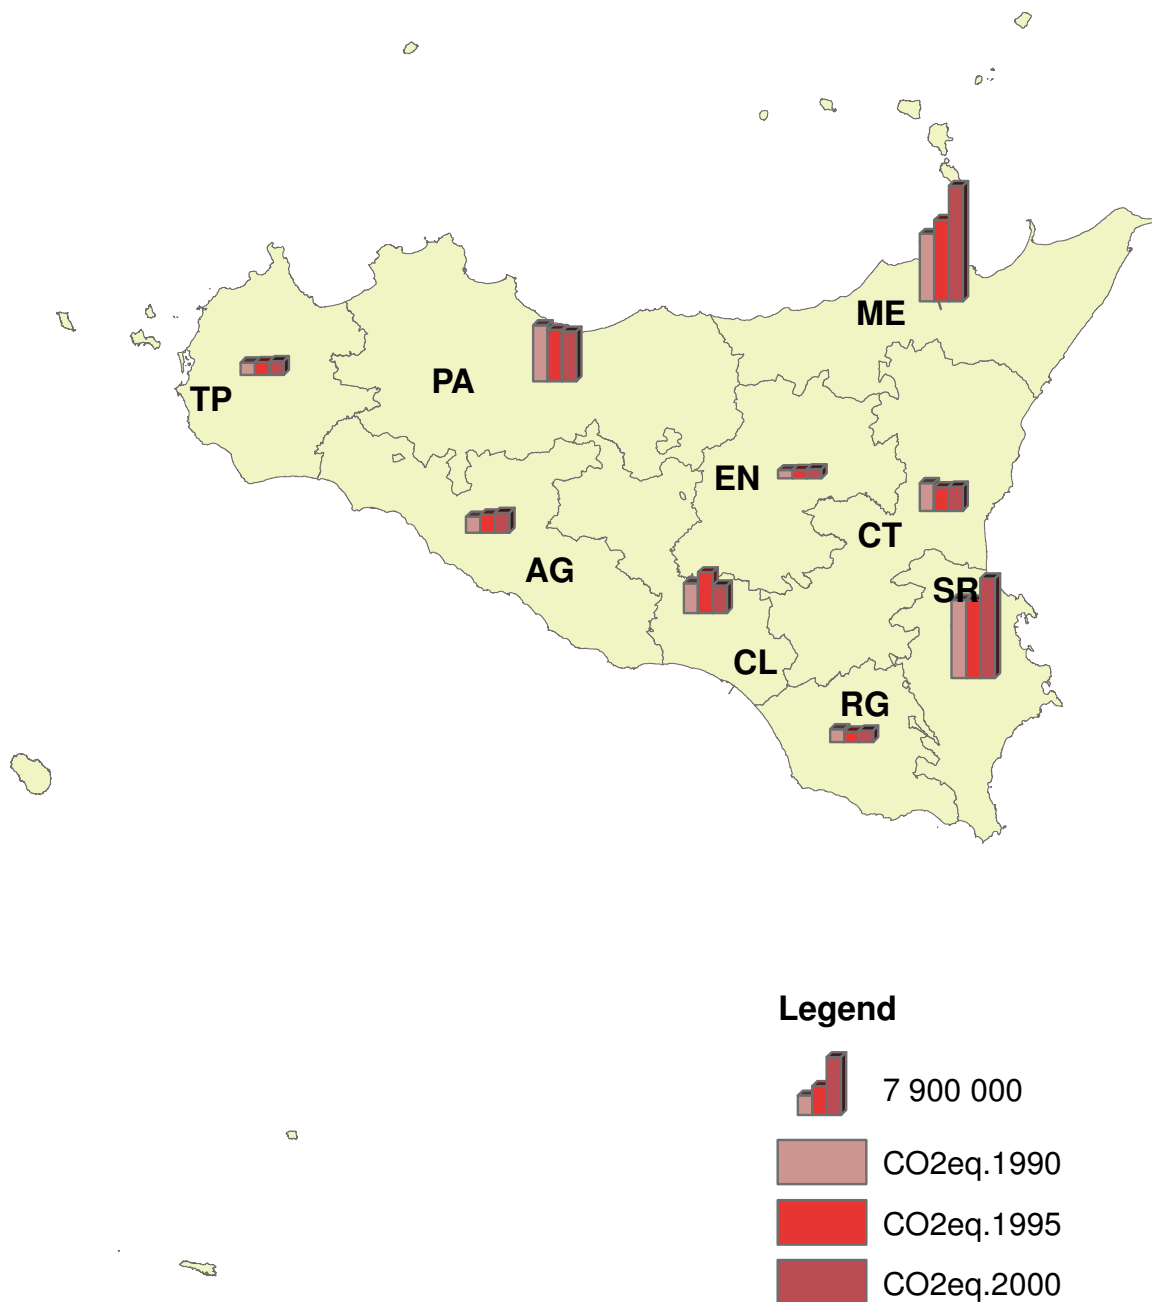 ME
PA
TP
EN
CT
AG
SR
CL
RG
Legend
7 900 000
CO2eq.1990
CO2eq.1995
CO2eq.2000